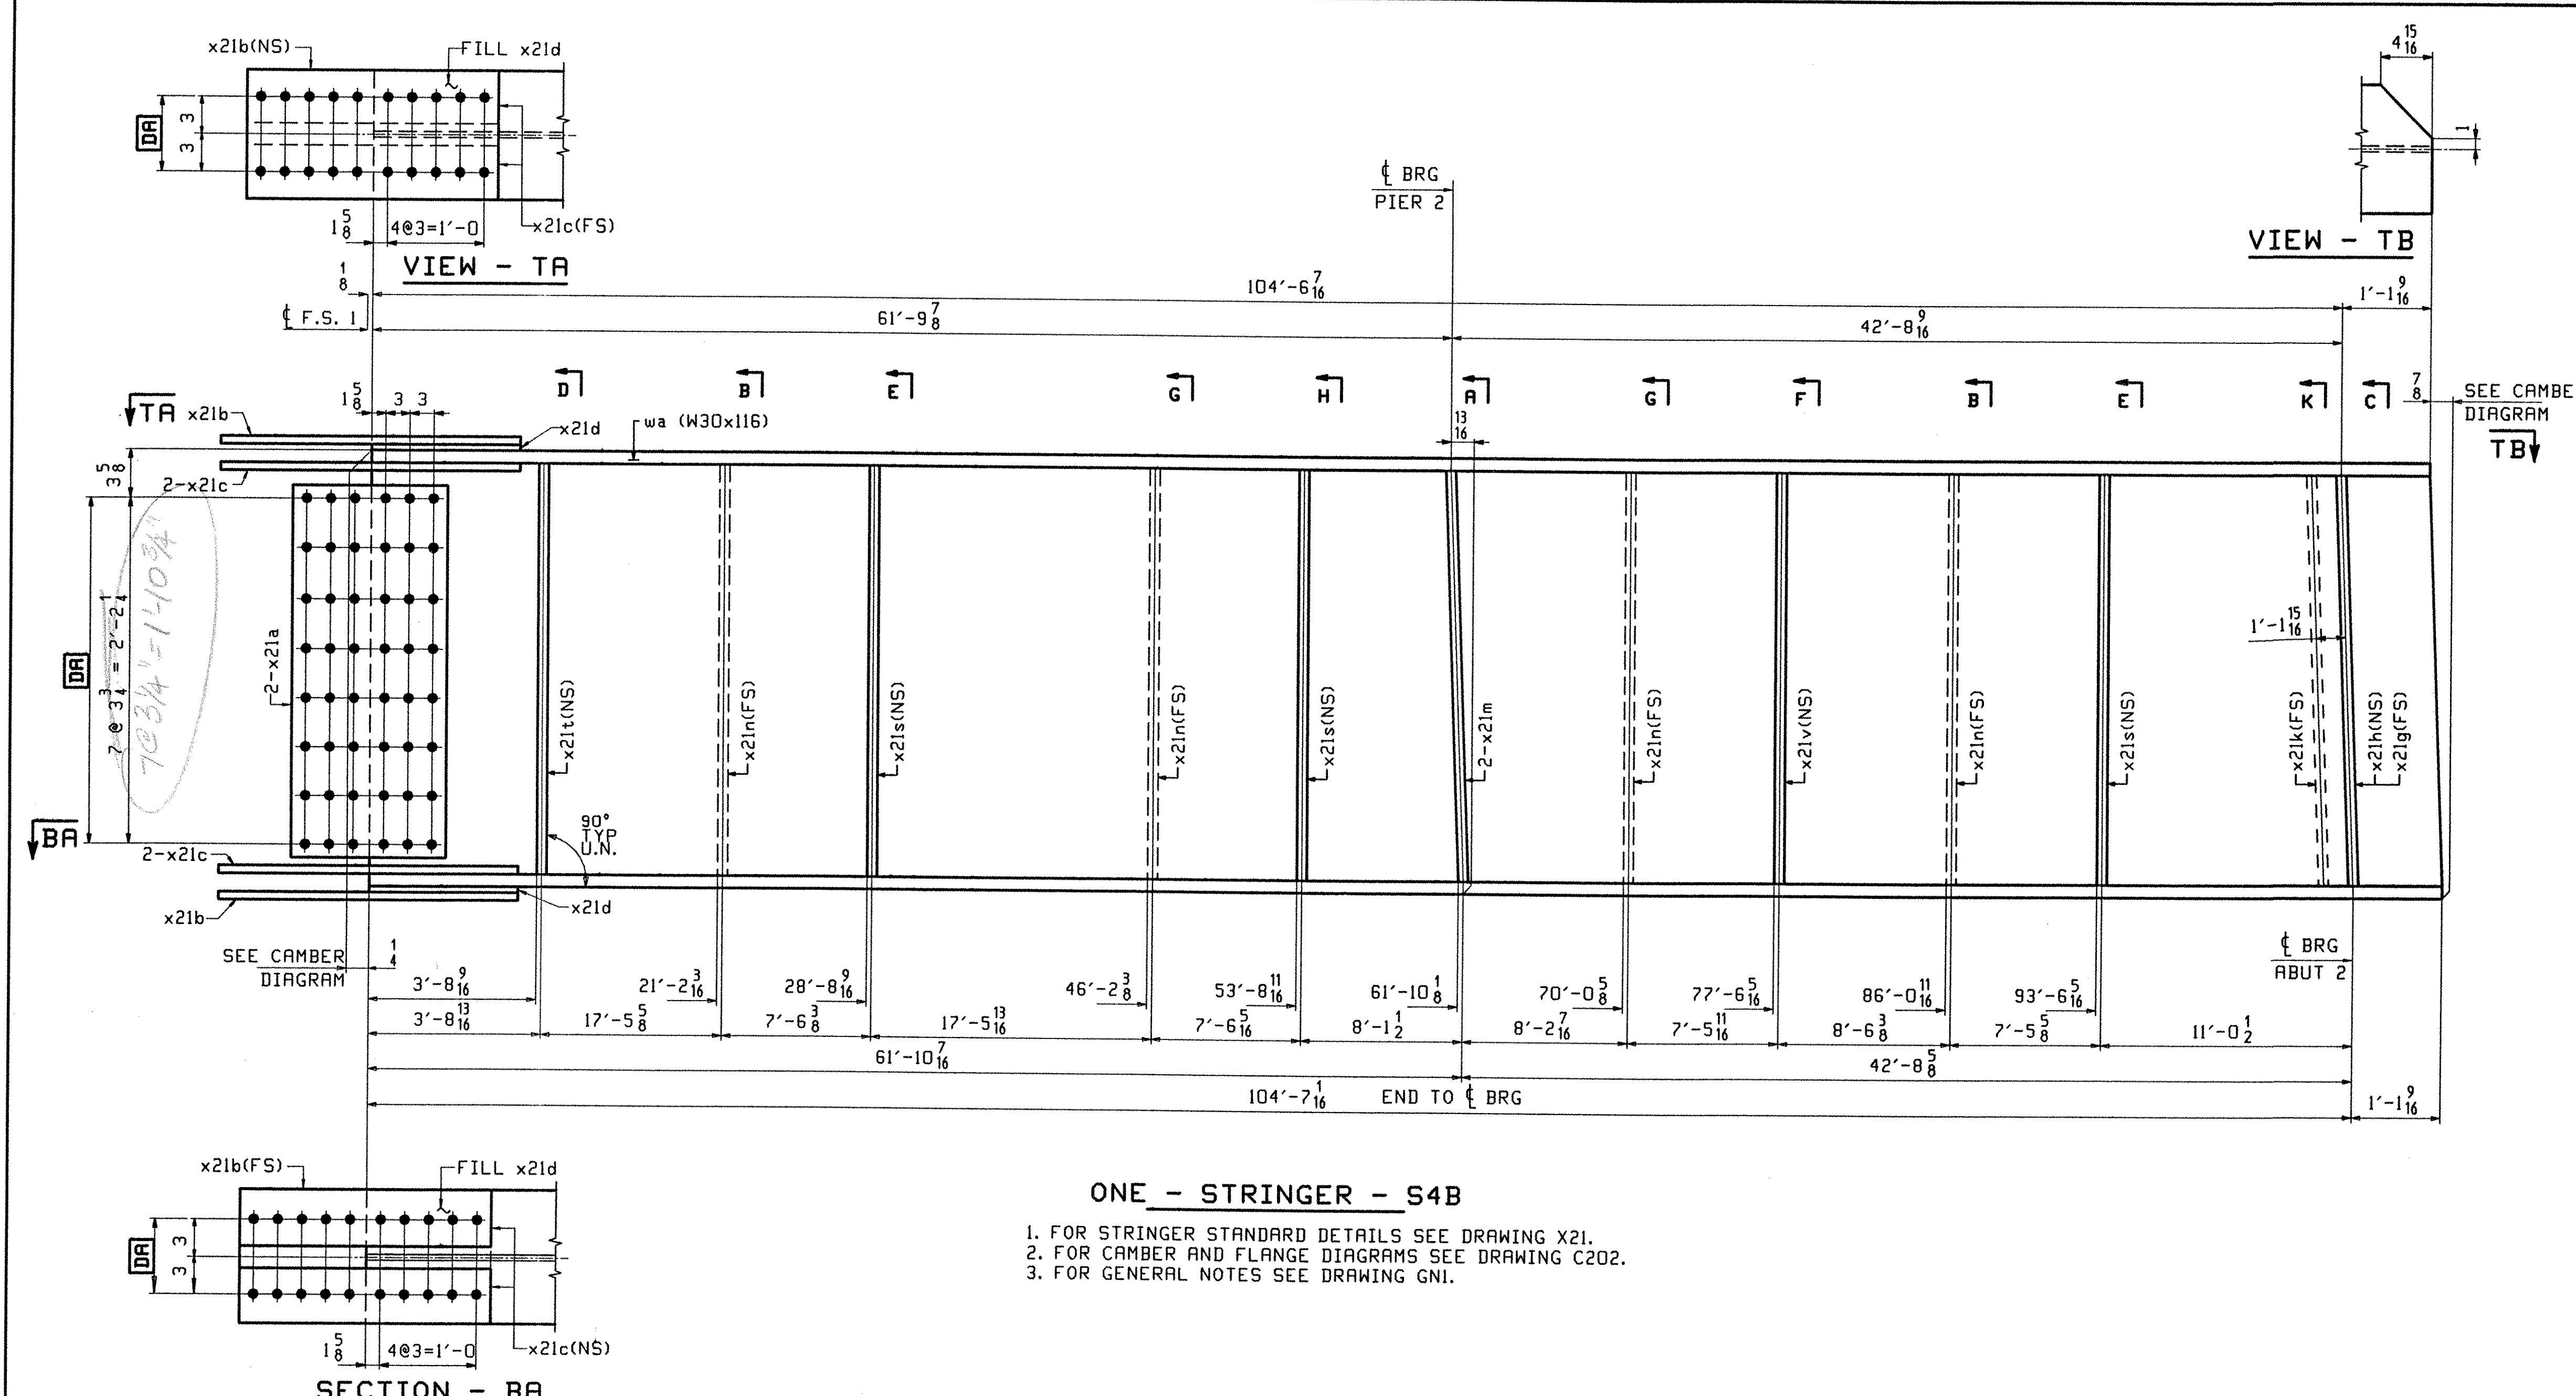 x21b(NS)
FILL x21d
DA
3
3
1 5/8
4@3=1'-0
x21c(FS)
VIEW - TA
4 15/16
1
VIEW - TB
℄ BRG
PIER 2
1/8
104'-6 7/16
1'-1 9/16
℄ F.S. 1
61'-9 7/8
42'-8 9/16
D
B
E
G
H
A
G
F
B
E
K
C
7/8
SEE CAMBE
DIAGRAM
TA
x21b
1 5/8
3
3
wa (W30x116)
x21d
13/16
TB
3 5/8
2-x21c
DA
7 @ 3 3/4 = 2'-2 1/4
7@3¼"=1'10¾"
2-x21a
x21t(NS)
x21n(FS)
x21s(NS)
x21n(FS)
x21s(NS)
2-x21m
x21n(FS)
x21v(NS)
x21n(FS)
x21s(NS)
1'-1 15/16
x21k(FS)
x21h(NS)
x21g(FS)
BA
90°
TYP
U.N.
2-x21c
x21b
x21d
SEE CAMBER
DIAGRAM
1/4
℄ BRG
ABUT 2
3'-8 9/16
21'-2 3/16
28'-8 9/16
46'-2 3/8
53'-8 11/16
61'-10 1/8
70'-0 5/8
77'-6 5/16
86'-0 11/16
93'-6 5/16
3'-8 13/16
17'-5 5/8
7'-6 3/8
17'-5 13/16
7'-6 5/16
8'-1 1/2
8'-2 7/16
7'-5 11/16
8'-6 3/8
7'-5 5/8
11'-0 1/2
61'-10 7/16
42'-8 5/8
104'-7 1/16 END TO ℄ BRG
1'-1 9/16
x21b(FS)
FILL x21d
DA
3
3
1 5/8
4@3=1'-0
x21c(NS)
SECTION - BA
ONE - STRINGER - S4B
1. FOR STRINGER STANDARD DETAILS SEE DRAWING X21.
2. FOR CAMBER AND FLANGE DIAGRAMS SEE DRAWING C202.
3. FOR GENERAL NOTES SEE DRAWING GN1.